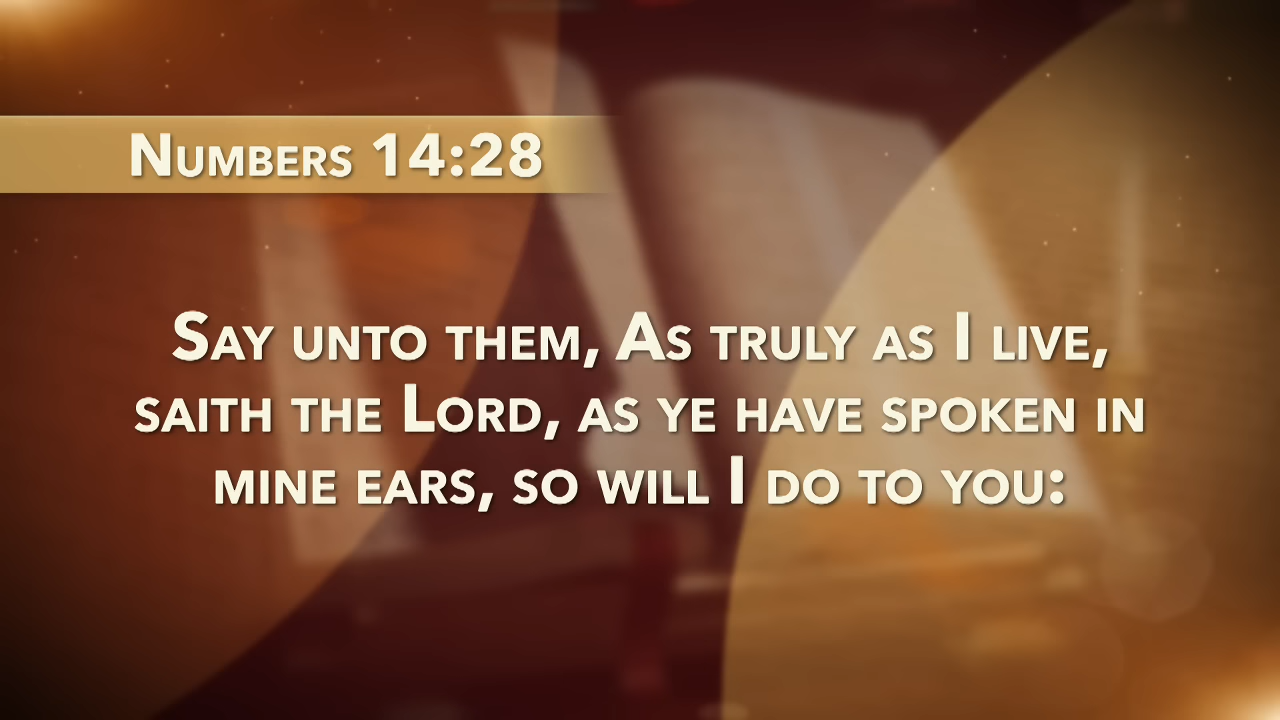 Numbers 14:28
Say unto them, As truly as I live,
saith the Lord, as ye have spoken in
mine ears, so will I do to you: